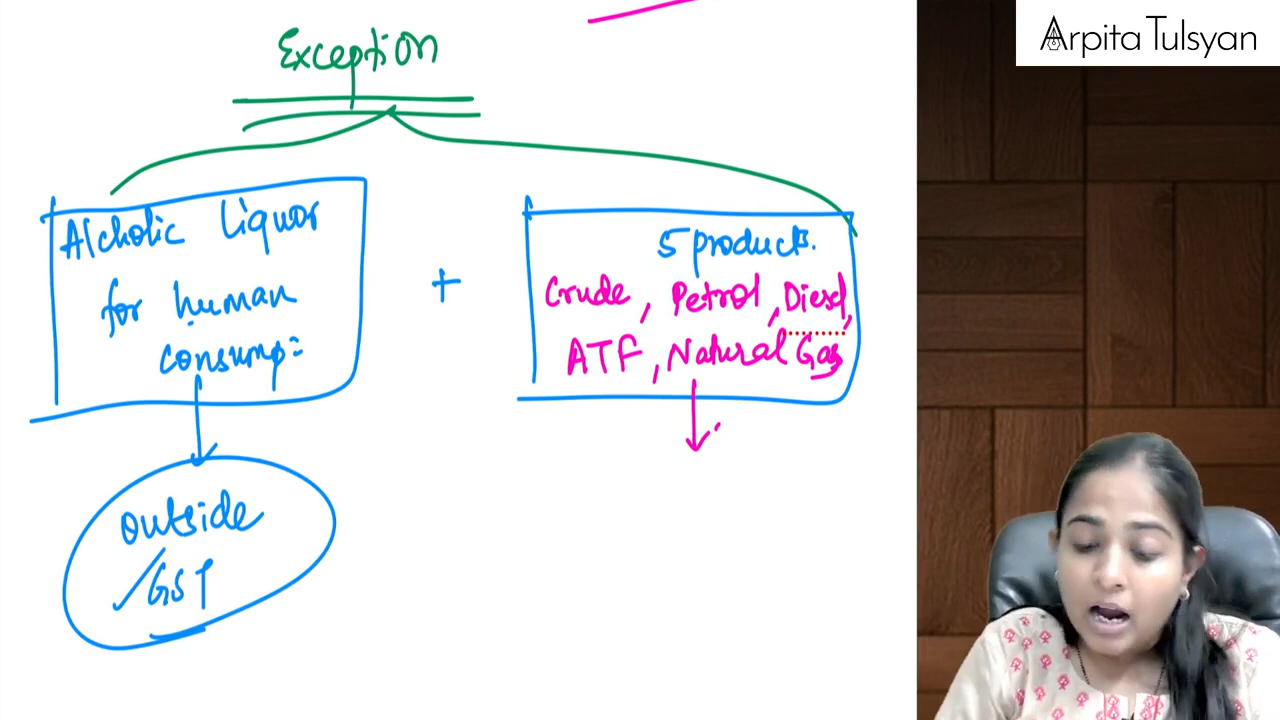 Arpita Tulsyan
Exception
Alcholic Liquor
for human
consump=
+
5 products.
Crude, Petrol, Diesel,
ATF, Natural Gas
outside
/GST